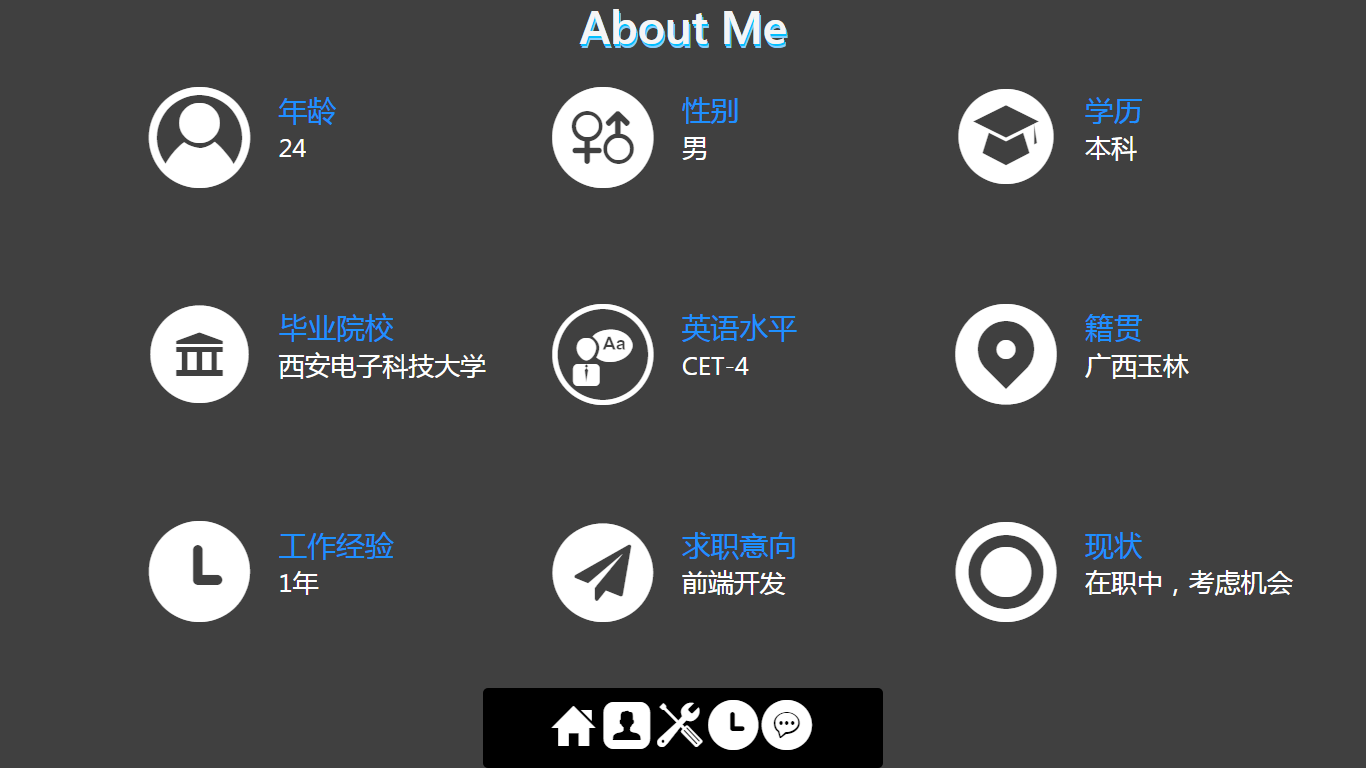 About Me
年龄
24
性别
男
学历
本科
毕业院校
西安电子科技大学
英语水平
Aa
CET-4
籍贯
广西玉林
工作经验
1年
求职意向
前端开发
现状
在职中，考虑机会